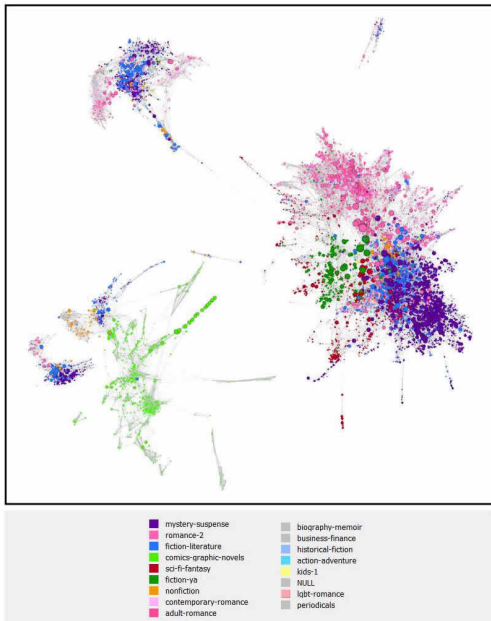 mystery-suspense
romance-2
fiction-literature
comics-graphic-novels
sci-fi-fantasy
fiction-ya
nonfiction
contemporary-romance
adult-romance
biography-memoir
business-finance
historical-fiction
action-adventure
kids-1
NULL
lgbt-romance
periodicals